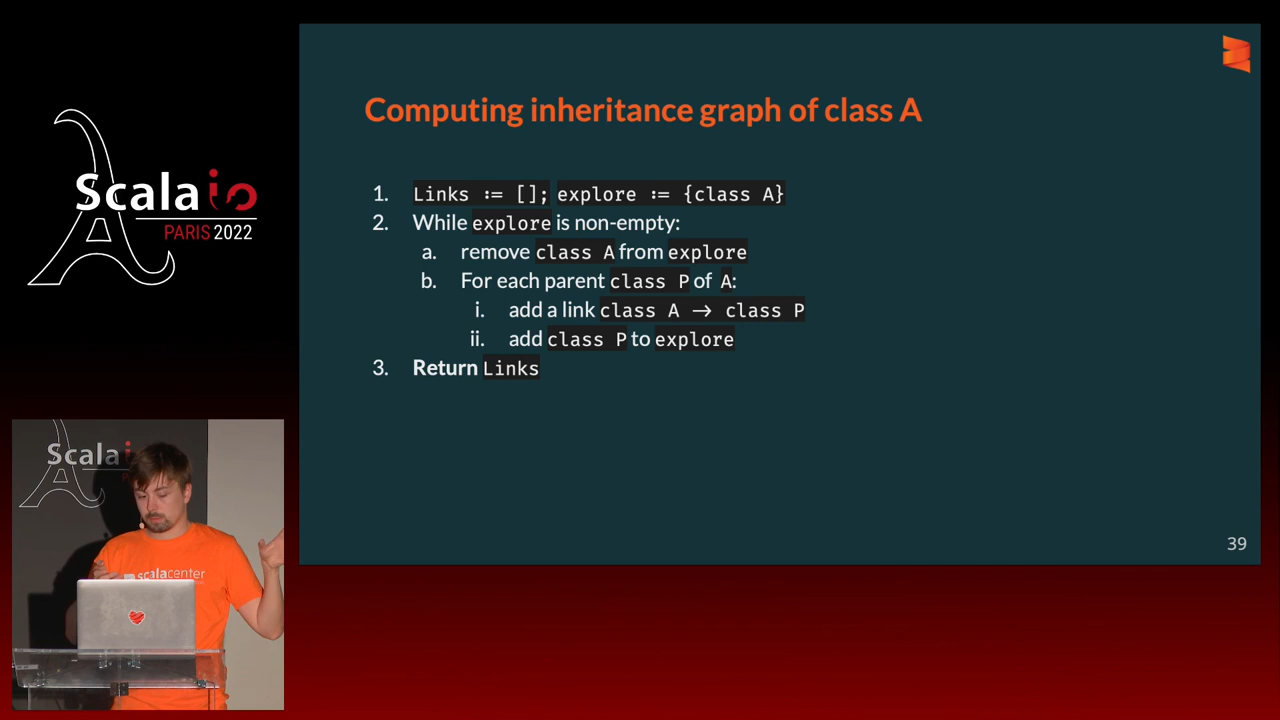 Scala io
PARIS 2022
Computing inheritance graph of class A
1. Links := []; explore := {class A}
2. While explore is non-empty:
a. remove class A from explore
b. For each parent class P of A:
i. add a link class A → class P
ii. add class P to explore
3. Return Links
39
Scala i
scalacenter